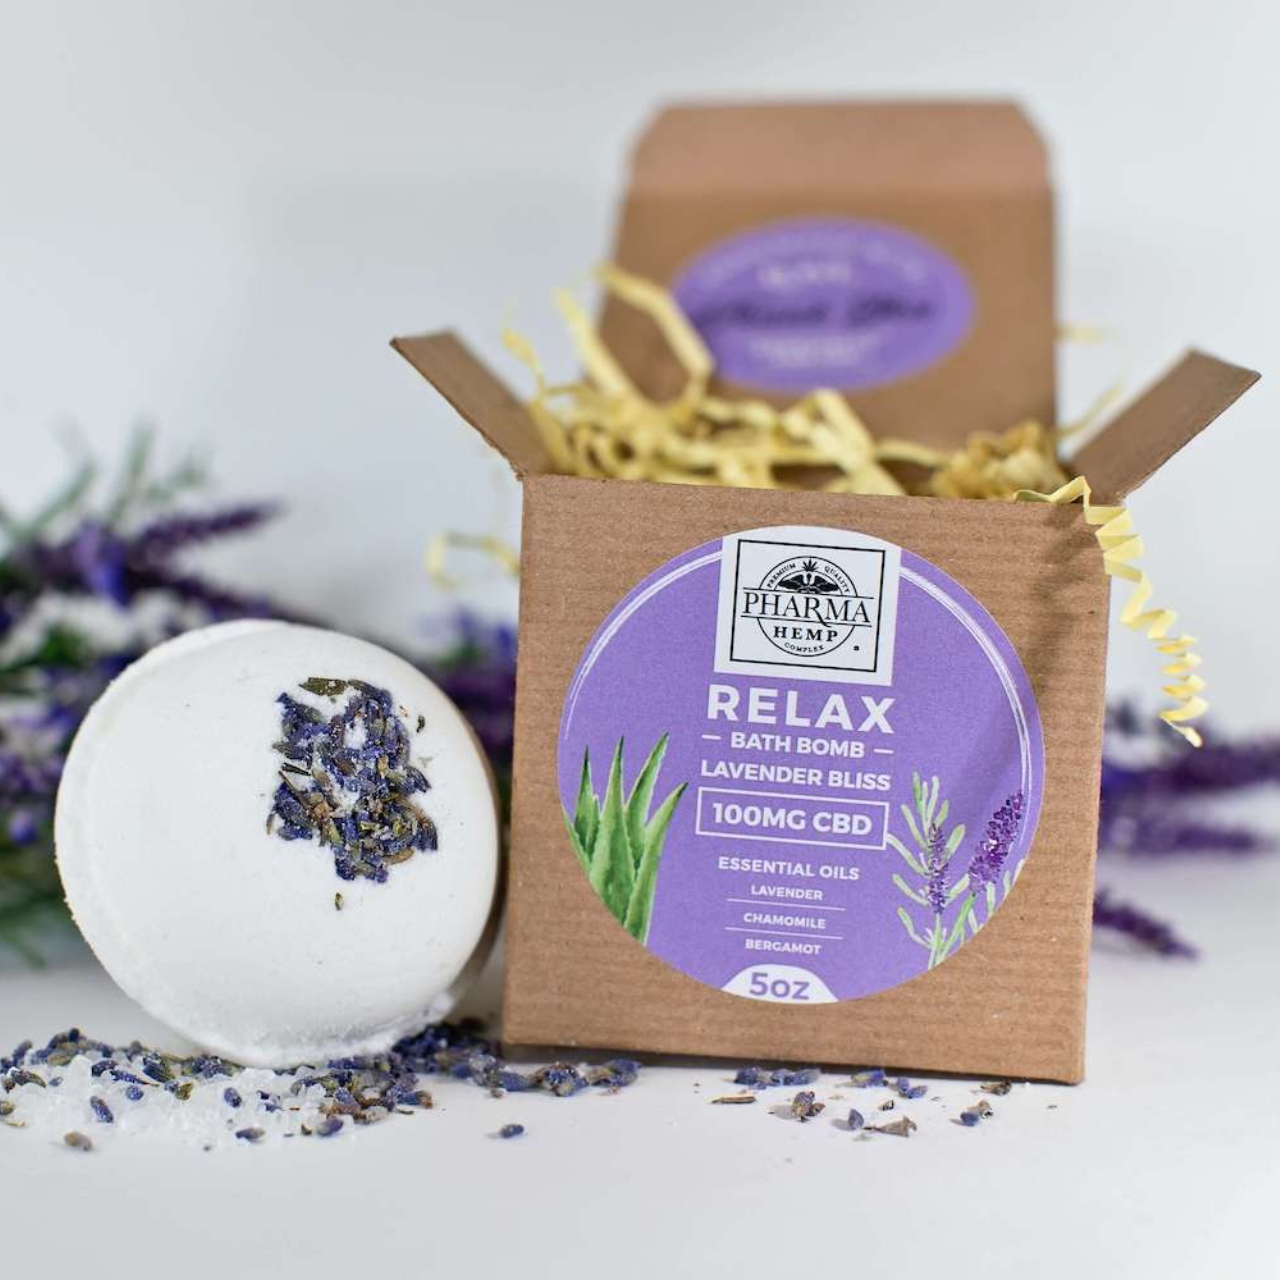 PREMIUM QUALITY
PHARMA
HEMP
COMPLEX
RELAX
BATH BOMB
LAVENDER BLISS
100MG CBD
ESSENTIAL OILS
LAVENDER
CHAMOMILE
BERGAMOT
5oz